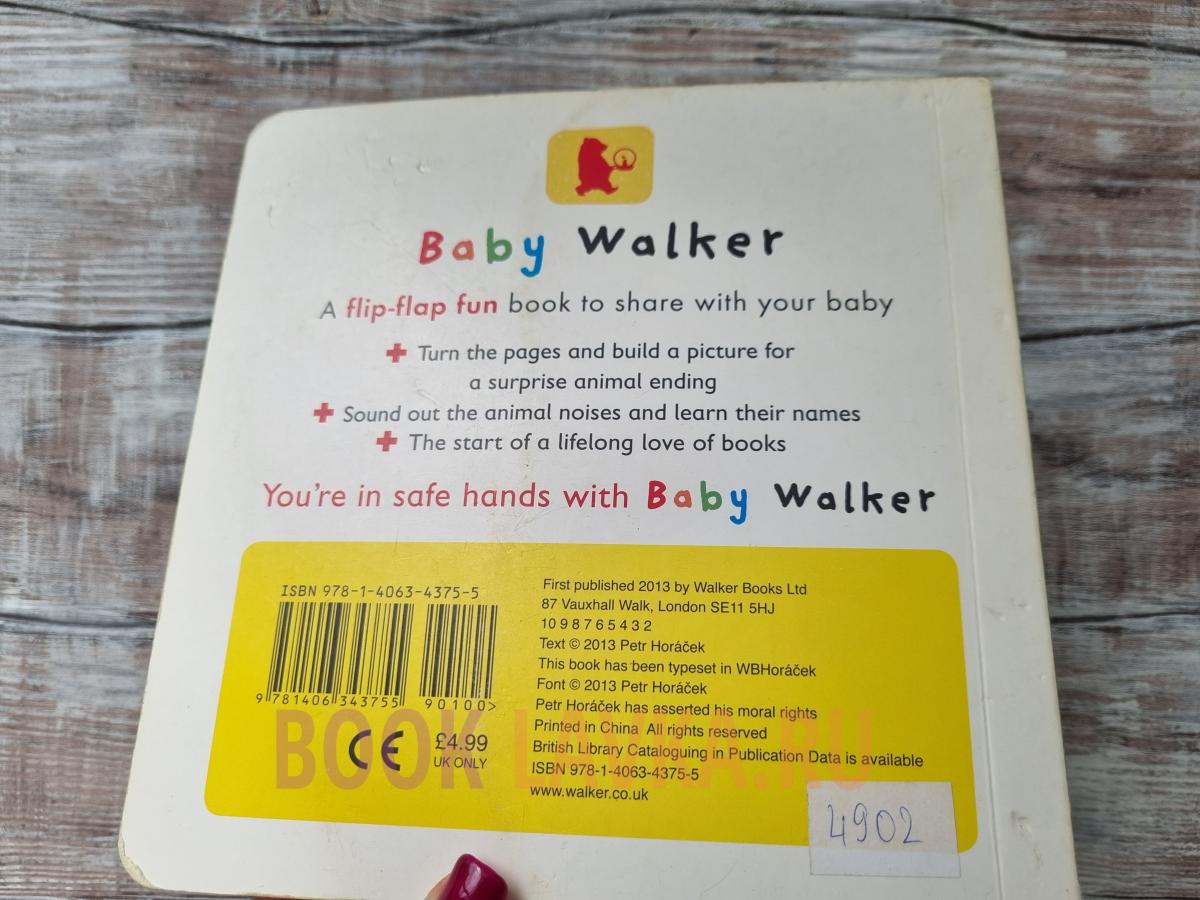 Baby Walker
A flip-flap fun book to share with your baby
Turn the pages and build a picture for
a surprise animal ending
Sound out the animal noises and learn their names
The start of a lifelong love of books
You're in safe hands with Baby Walker
ISBN 978-1-4063-4375-5
9 781406 343755
90100>
CE
£4.99
UK ONLY
First published 2013 by Walker Books Ltd
87 Vauxhall Walk, London SE11 5HJ
10 9 8 7 6 5 4 3 2
Text © 2013 Petr Horáček
This book has been typeset in WBHoráček
Font © 2013 Petr Horáček
Petr Horáček has asserted his moral rights
Printed in China All rights reserved
British Library Cataloguing in Publication Data is available
ISBN 978-1-4063-4375-5
www.walker.co.uk
BOOK LAVKA.RU
4902